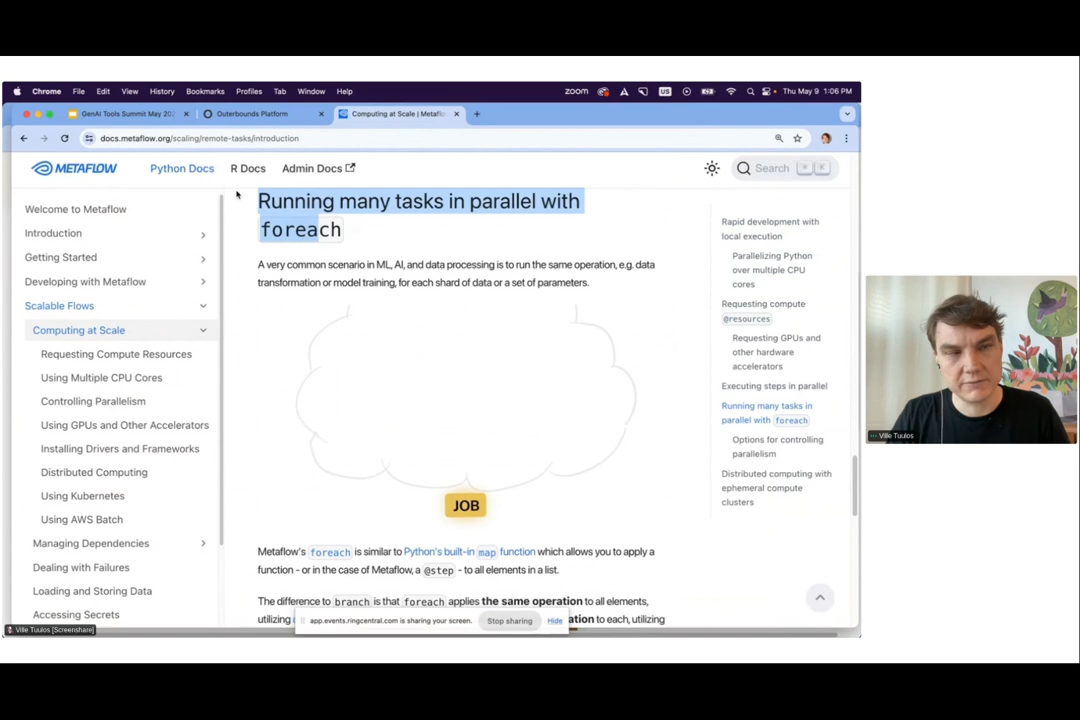 Chrome File Edit View History Bookmarks Profiles Tab Window Help
zoom US Thu May 9 1:06 PM
GenAI Tools Summit May 202 Outerbounds Platform Computing at Scale | Metaflow
docs.metaflow.org/scaling/remote-tasks/introduction
METAFLOW Python Docs R Docs Admin Docs Search ⌘ K
Welcome to Metaflow
Introduction
Getting Started
Developing with Metaflow
Scalable Flows
Computing at Scale
Requesting Compute Resources
Using Multiple CPU Cores
Controlling Parallelism
Using GPUs and Other Accelerators
Installing Drivers and Frameworks
Distributed Computing
Using Kubernetes
Using AWS Batch
Managing Dependencies
Dealing with Failures
Loading and Storing Data
Accessing Secrets
Running many tasks in parallel with
foreach
A very common scenario in ML, AI, and data processing is to run the same operation, e.g. data
transformation or model training, for each shard of data or a set of parameters.
JOB
Metaflow's foreach is similar to Python's built-in map function which allows you to apply a
function - or in the case of Metaflow, a @step - to all elements in a list.
The difference to branch is that foreach applies the same operation to all elements,
utilizing to each, utilizing
app.events.ringcentral.com is sharing your screen. Stop sharing Hide
Rapid development with
local execution
Parallelizing Python
over multiple CPU
cores
Requesting compute
@resources
Requesting GPUs and
other hardware
accelerators
Executing steps in parallel
Running many tasks in
parallel with foreach
Options for controlling
parallelism
Distributed computing with
ephemeral compute
clusters
Ville Tuulos [Screenshare]
Ville Tuulos